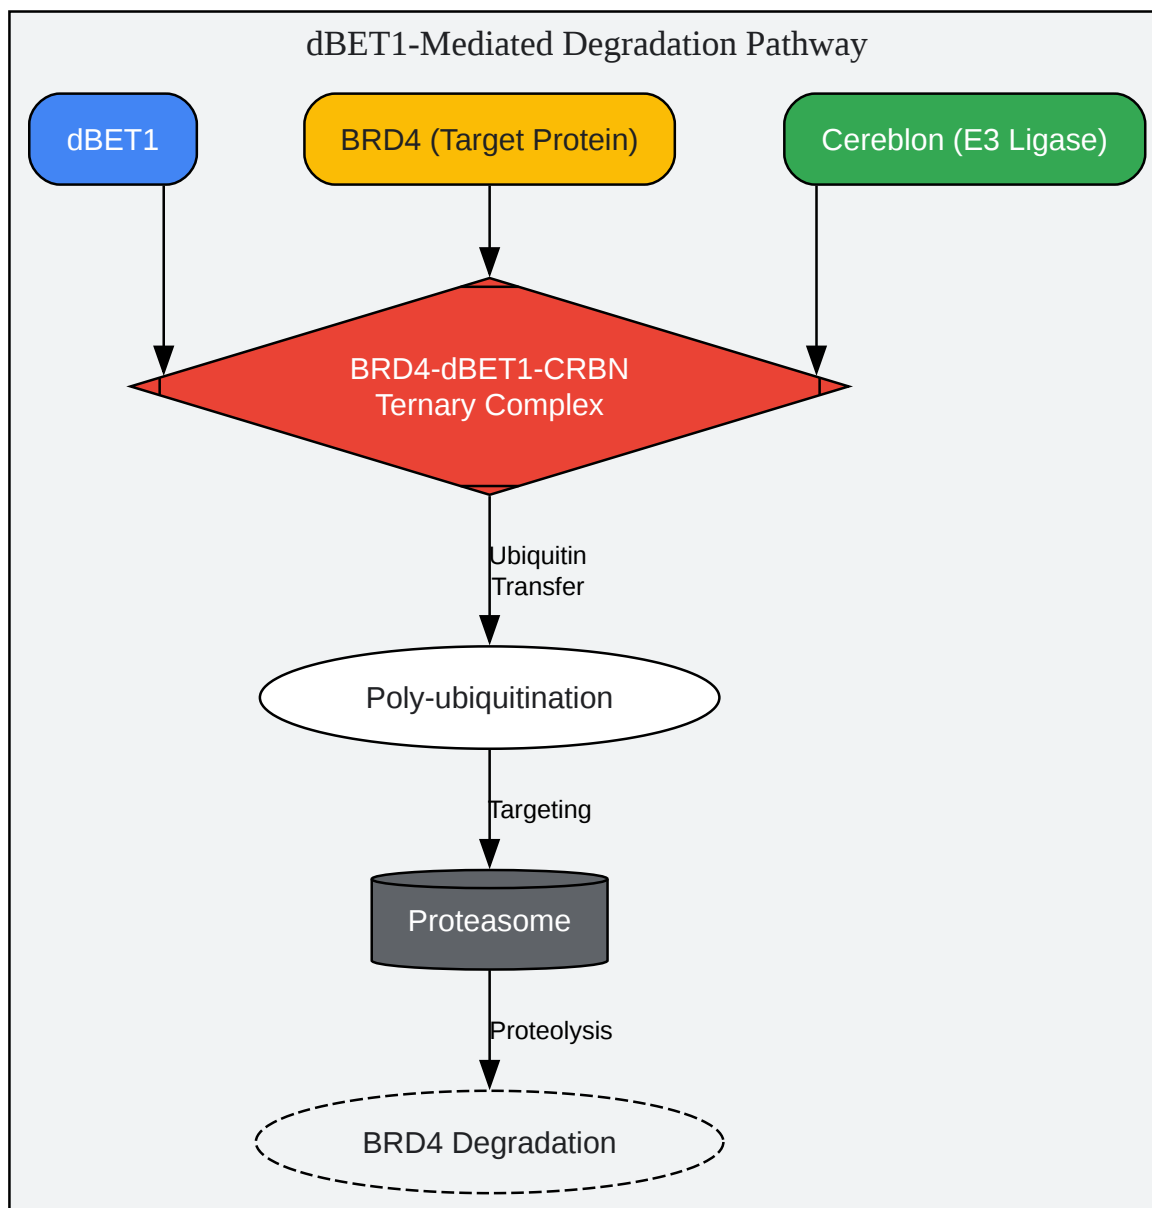 dBET1-Mediated Degradation Pathway
dBET1
BRD4 (Target Protein)
Cereblon (E3 Ligase)
BRD4-dBET1-CRBN
Ternary Complex
Ubiquitin
Transfer
Poly-ubiquitination
Targeting
Proteasome
Proteolysis
BRD4 Degradation